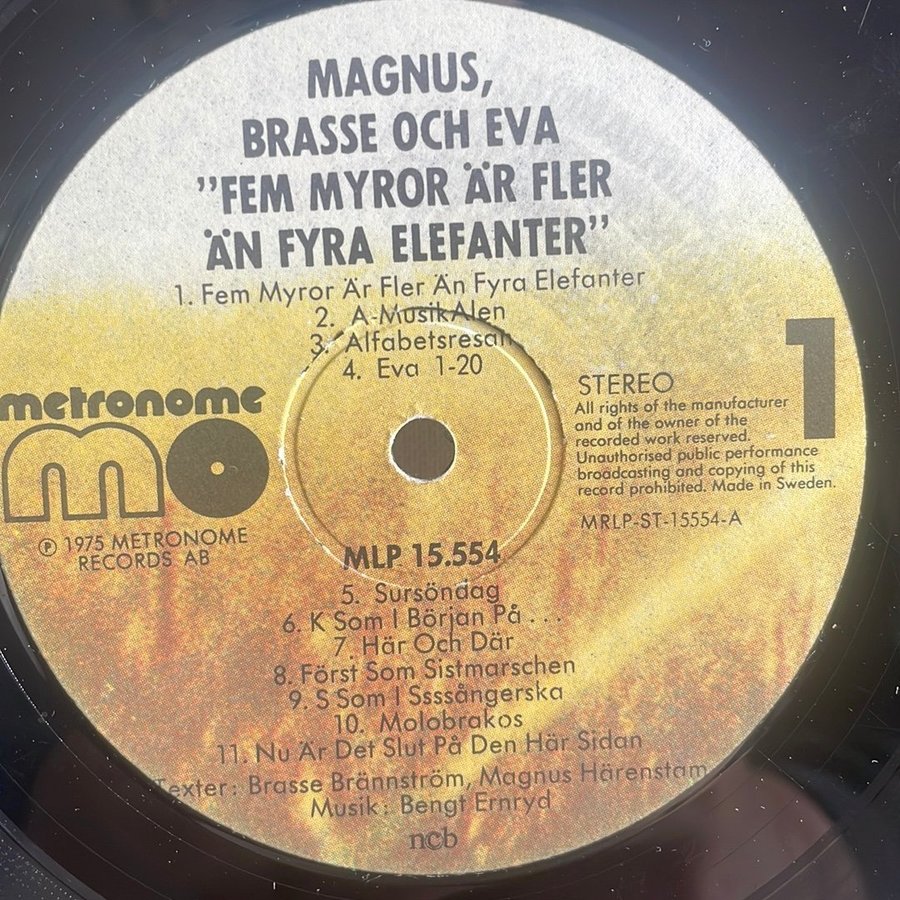 MAGNUS,
BRASSE OCH EVA
”FEM MYROR ÄR FLER
ÄN FYRA ELEFANTER”
1. Fem Myror Är Fler Än Fyra Elefanter
2. A-MusikAlen
3. Alfabetsresan
4. Eva 1-20
metronome
mo
Ⓟ 1975 METRONOME
RECORDS AB
STEREO
1
All rights of the manufacturer
and of the owner of the
recorded work reserved.
Unauthorised public performance
broadcasting and copying of this
record prohibited. Made in Sweden.
MRLP-ST-15554-A
MLP 15.554
5. Sursöndag
6. K Som I Början På . . .
7. Här Och Där
8. Först Som Sistmarschen
9. S Som I Ssssångerska
10. Molobrakos
11. Nu Är Det Slut På Den Här Sidan
Texter: Brasse Brännström, Magnus Härenstam
Musik: Bengt Ernryd
ncb